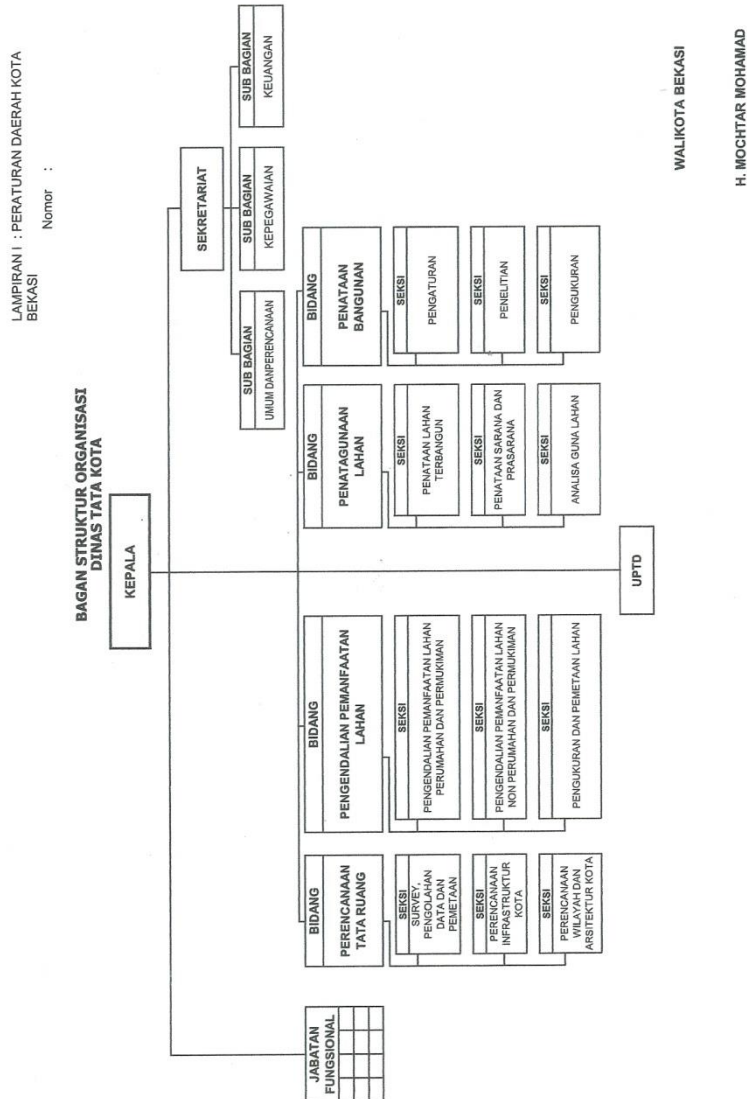 LAMPIRAN I : PERATURAN DAERAH KOTA
BEKASI
Nomor :
BAGAN STRUKTUR ORGANISASI
DINAS TATA KOTA
KEPALA
SEKRETARIAT
SUB BAGIAN
UMUM DANPERENCANAAN
SUB BAGIAN
KEPEGAWAIAN
SUB BAGIAN
KEUANGAN
JABATAN
FUNGSIONAL
BIDANG
PERENCANAAN
TATA RUANG
SEKSI
SURVEY,
PENGOLAHAN
DATA DAN
PEMETAAN
SEKSI
PERENCANAAN
INFRASTRUKTUR
KOTA
SEKSI
PERENCANAAN
WILAYAH DAN
ARSITEKTUR KOTA
BIDANG
PENGENDALIAN PEMANFAATAN
LAHAN
SEKSI
PENGENDALIAN PEMANFAATAN LAHAN
PERUMAHAN DAN PERMUKIMAN
SEKSI
PENGENDALIAN PEMANFAATAN LAHAN
NON PERUMAHAN DAN PERMUKIMAN
SEKSI
PENGUKURAN DAN PEMETAAN LAHAN
BIDANG
PENATAGUNAAN
LAHAN
SEKSI
PENATAAN LAHAN
TERBANGUN
SEKSI
PENATAAN SARANA DAN
PRASARANA
SEKSI
ANALISA GUNA LAHAN
BIDANG
PENATAAN
BANGUNAN
SEKSI
PENGATURAN
SEKSI
PENELITIAN
SEKSI
PENGUKURAN
UPTD
WALIKOTA BEKASI
H. MOCHTAR MOHAMAD